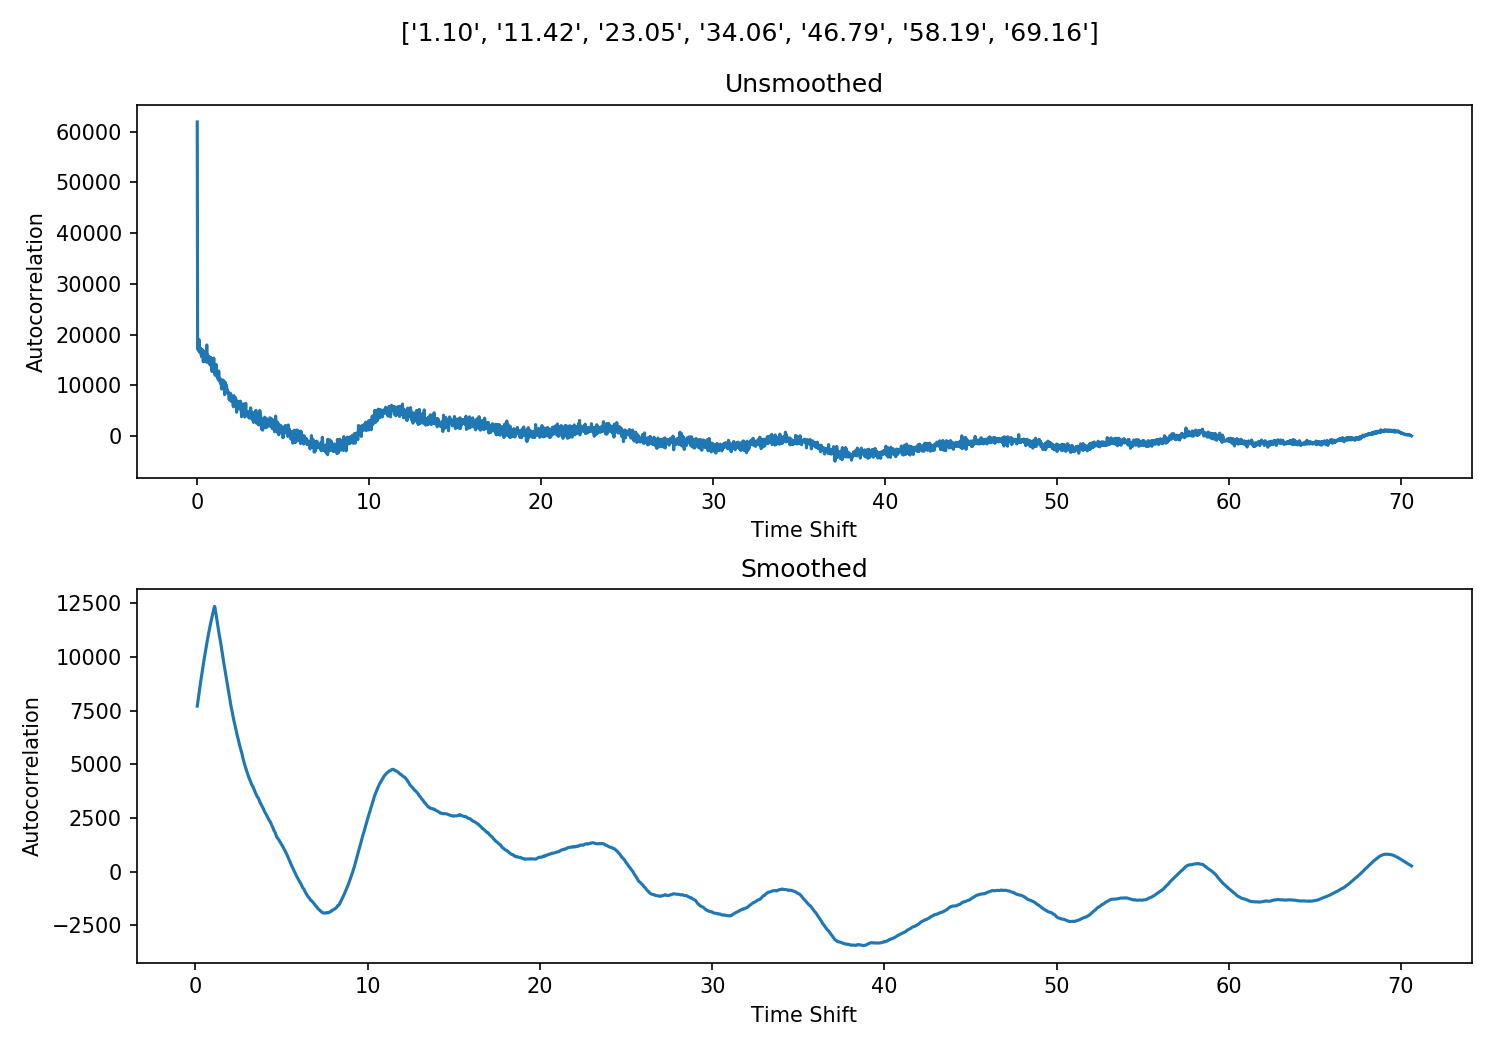 ['1.10', '11.42', '23.05', '34.06', '46.79', '58.19', '69.16']
Unsmoothed
60000
50000
40000
30000
20000
10000
0
Autocorrelation
0 10 20 30 40 50 60 70
Time Shift
Smoothed
12500
10000
7500
5000
2500
0
−2500
Autocorrelation
0 10 20 30 40 50 60 70
Time Shift